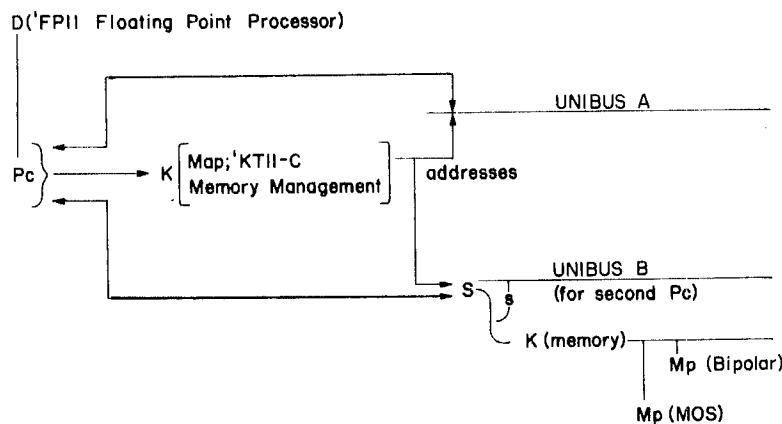 D('FP11 Floating Point Processor)
UNIBUS A
Pc
K
Map;'KT11-C
Memory Management
addresses
UNIBUS B
S
s
(for second Pc)
K (memory)
Mp (Bipolar)
Mp (MOS)